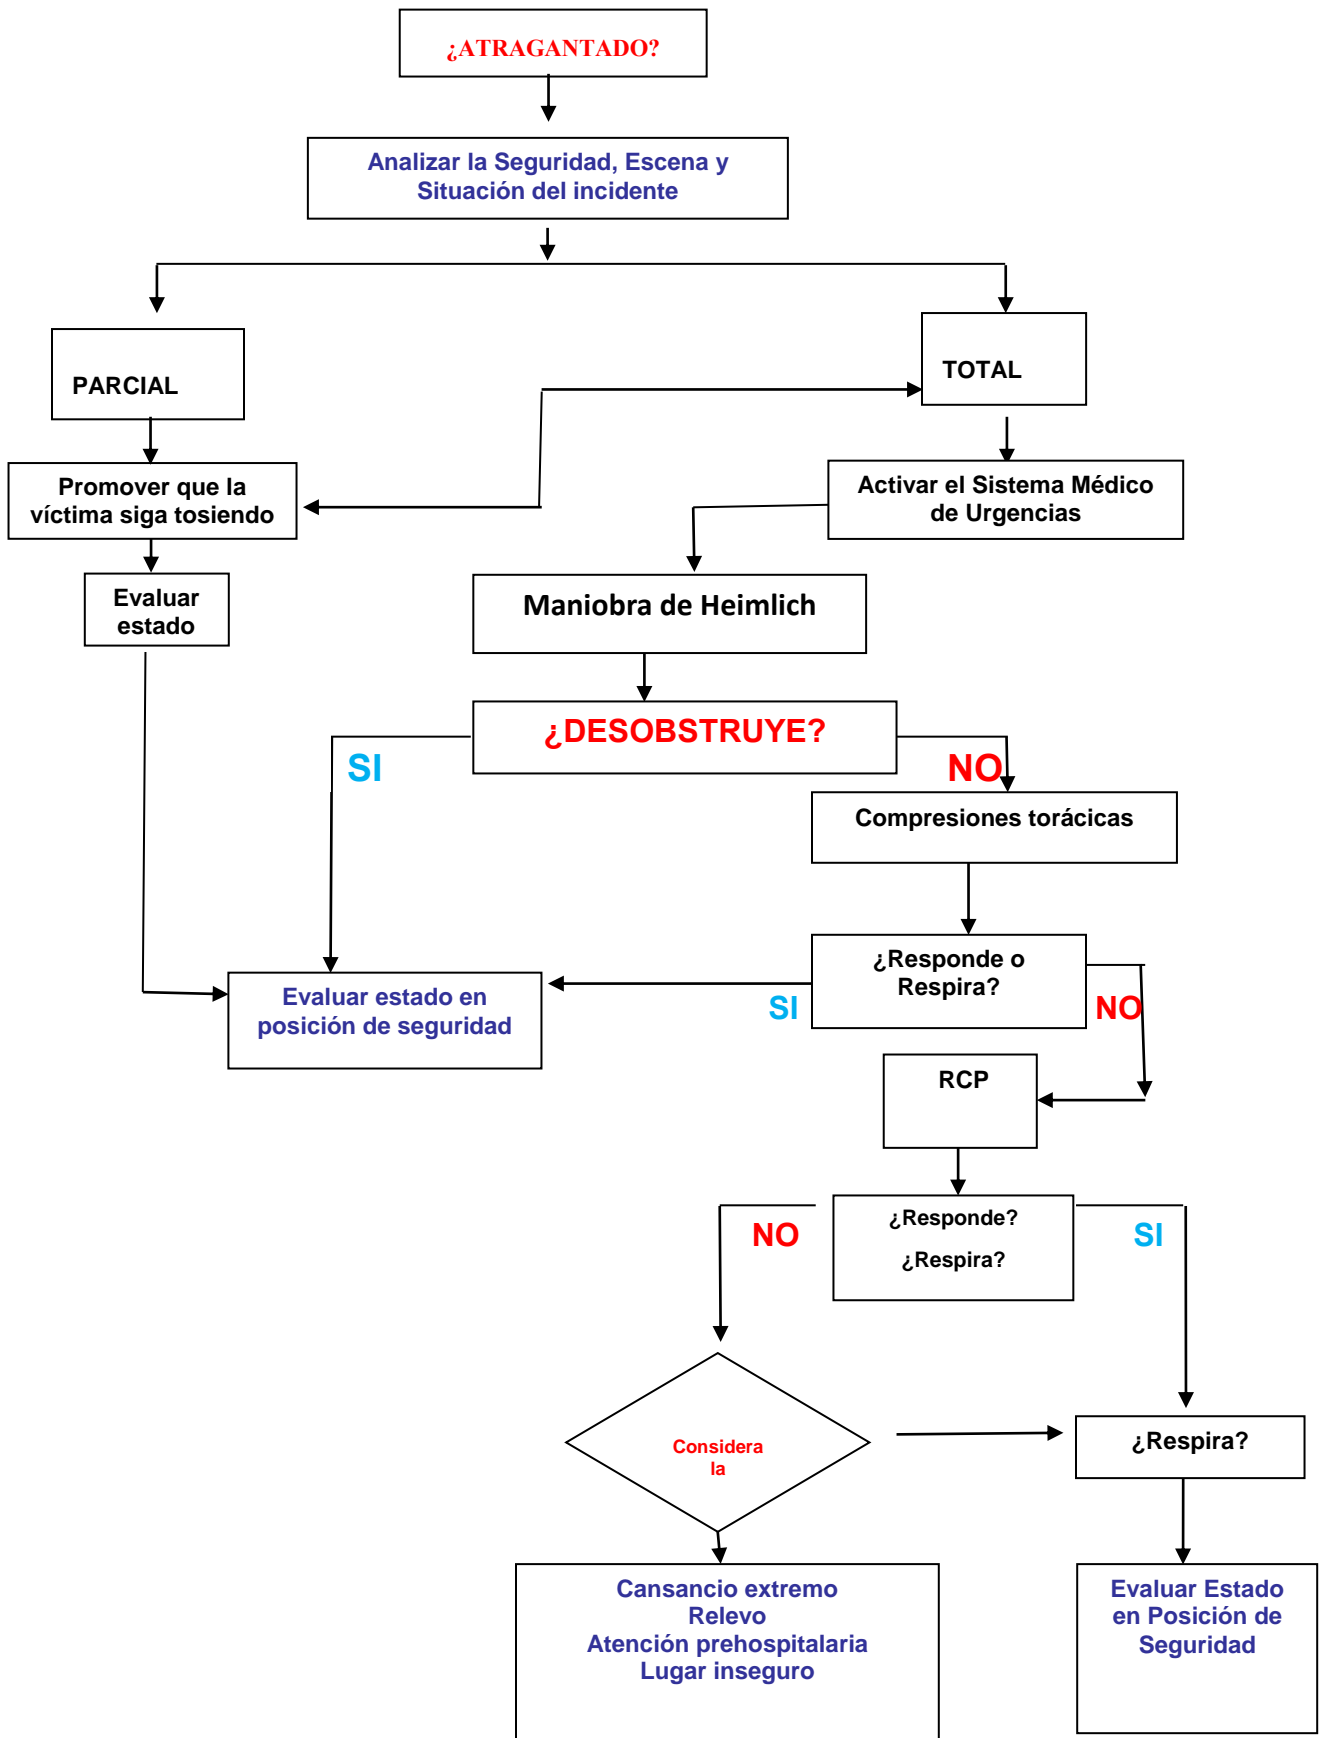 ¿ATRAGANTADO?
Analizar la Seguridad, Escena y
Situación del incidente
PARCIAL
TOTAL
Promover que la
víctima siga tosiendo
Activar el Sistema Médico
de Urgencias
Evaluar
estado
Maniobra de Heimlich
¿DESOBSTRUYE?
SI
NO
Compresiones torácicas
¿Responde o
Respira?
SI
NO
Evaluar estado en
posición de seguridad
RCP
¿Responde?
¿Respira?
NO
SI
Considera
la
¿Respira?
Cansancio extremo
Relevo
Atención prehospitalaria
Lugar inseguro
Evaluar Estado
en Posición de
Seguridad